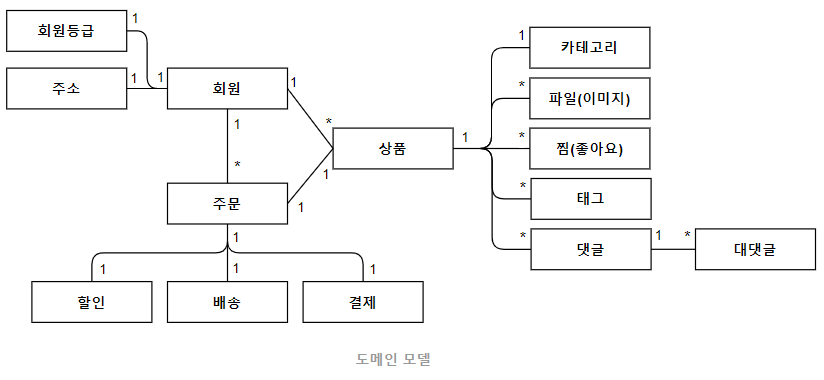 회원등급
1
주소
1
1
회원
1
1
*
주문
*
1
1
상품
1
1
카테고리
*
파일(이미지)
*
찜(좋아요)
*
태그
*
댓글
1
*
대댓글
1
1
1
1
할인
배송
결제
도메인 모델